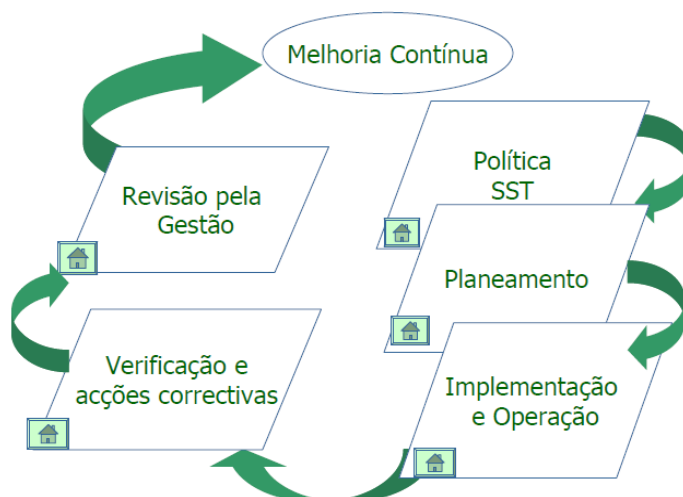 Melhoria Contínua
Política
SST
Planeamento
Implementação
e Operação
Verificação e
acções correctivas
Revisão pela
Gestão